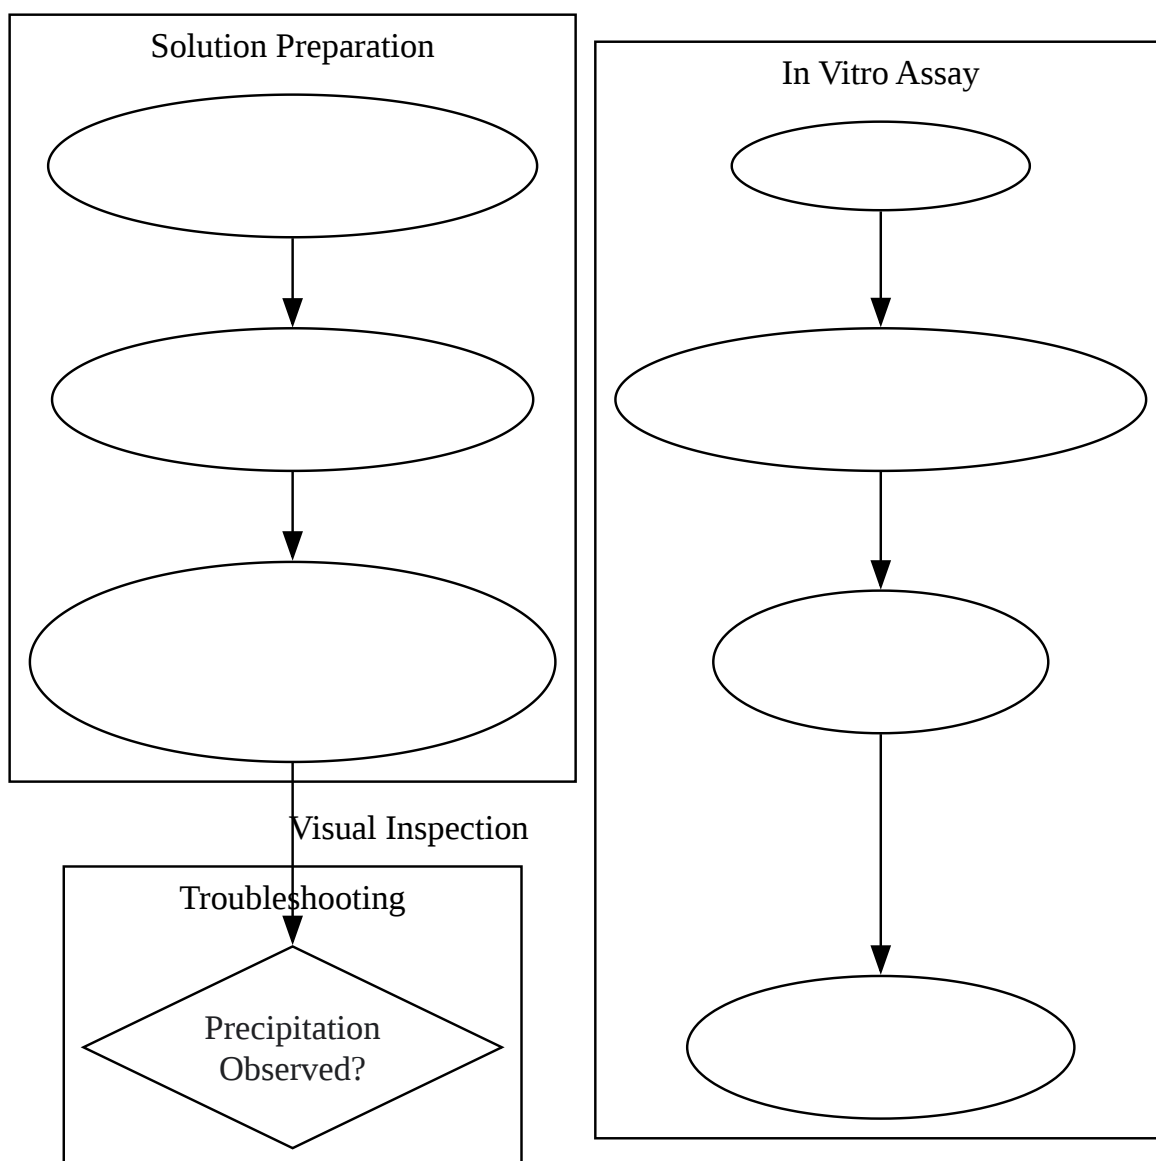 Solution Preparation
In Vitro Assay
Visual Inspection
Troubleshooting
Precipitation
Observed?